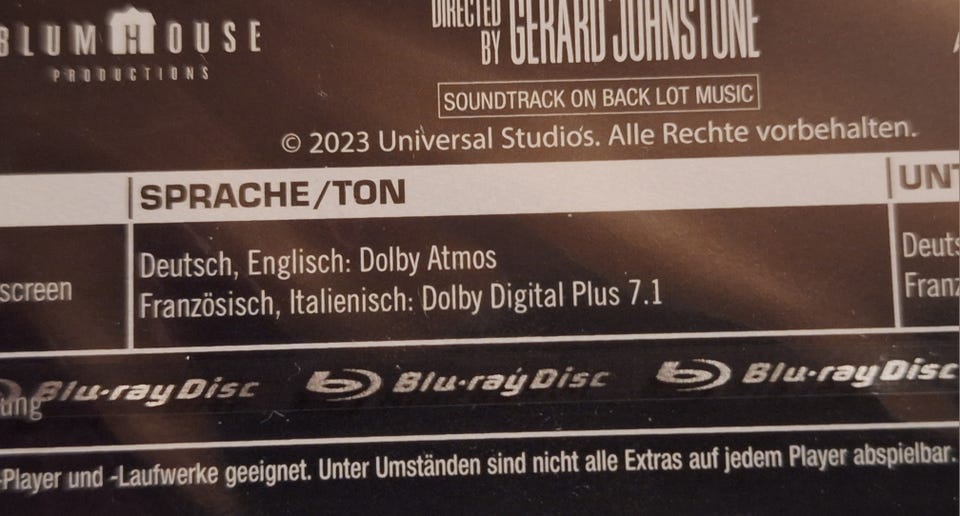 BLUMHOUSE
PRODUCTIONS
DIRECTED
BY GERARD JOHNSTONE
SOUNDTRACK ON BACK LOT MUSIC
© 2023 Universal Studios. Alle Rechte vorbehalten.
SPRACHE/TON
UNT
screen
Deutsch, Englisch: Dolby Atmos
Französisch, Italienisch: Dolby Digital Plus 7.1
Deuts
Franz
ung
Blu-ray Disc Blu-ray Disc Blu-ray Disc
-Player und -Laufwerke geeignet. Unter Umständen sind nicht alle Extras auf jedem Player abspielbar.